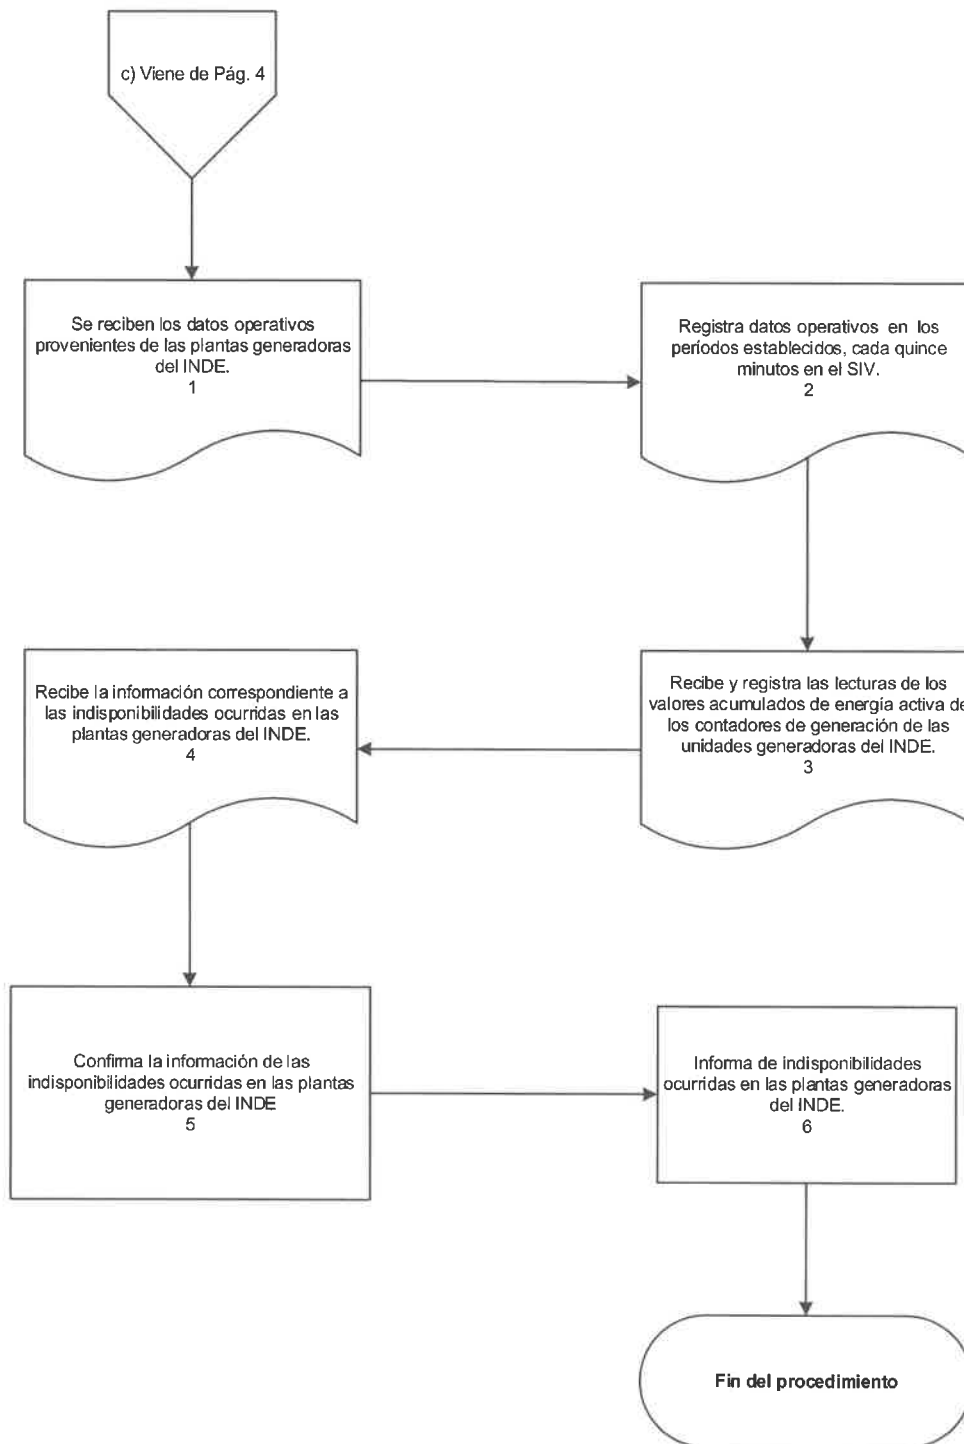 c) Viene de Pág. 4
Se reciben los datos operativos
provenientes de las plantas generadoras
del INDE.
1
Registra datos operativos en los
períodos establecidos, cada quince
minutos en el SIV.
2
Recibe y registra las lecturas de los
valores acumulados de energía activa de
los contadores de generación de las
unidades generadoras del INDE.
3
Recibe la información correspondiente a
las indisponibilidades ocurridas en las
plantas generadoras del INDE.
4
Confirma la información de las
indisponibilidades ocurridas en las plantas
generadoras del INDE
5
Informa de indisponibilidades
ocurridas en las plantas generadoras
del INDE.
6
Fin del procedimiento